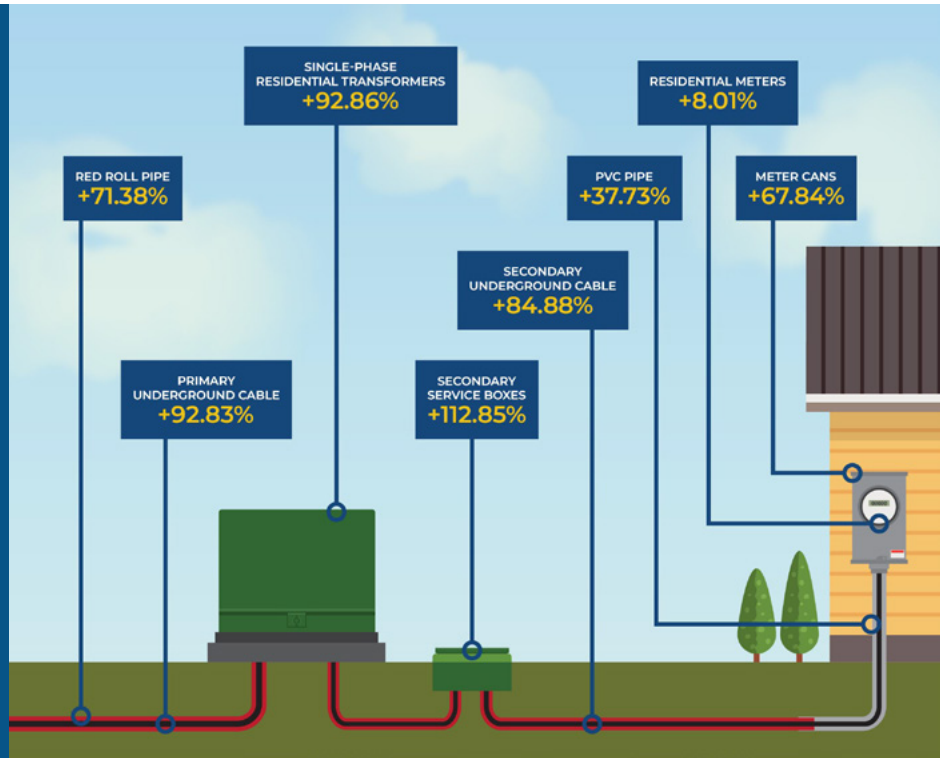 SINGLE-PHASE
RESIDENTIAL TRANSFORMERS
+92.86%
RESIDENTIAL METERS
+8.01%
RED ROLL PIPE
+71.38%
PVC PIPE
+37.73%
METER CANS
+67.84%
SECONDARY
UNDERGROUND CABLE
+84.88%
PRIMARY
UNDERGROUND CABLE
+92.83%
SECONDARY
SERVICE BOXES
+112.85%